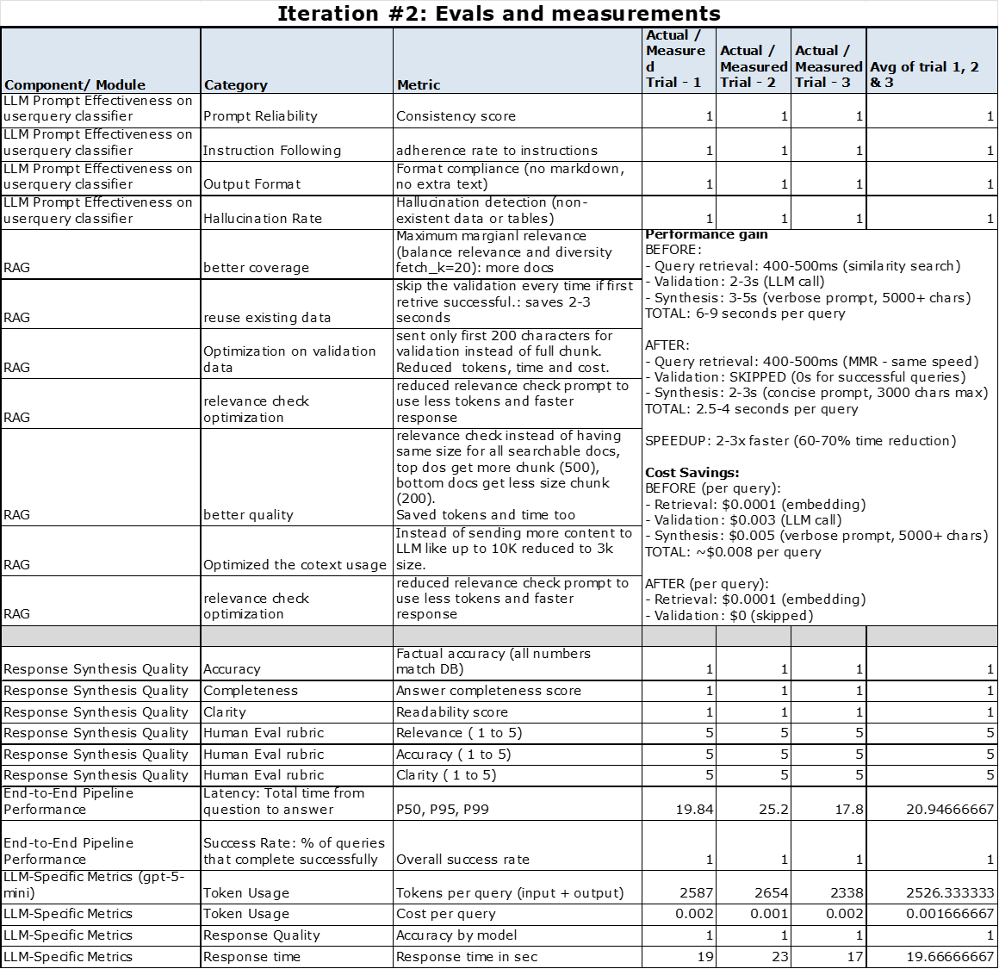 Iteration #2: Evals and measurements
Component/ Module
Category
Metric
Actual /
Measure
d
Trial - 1
Actual /
Measured
Trial - 2
Actual /
Measured
Trial - 3
Avg of trial 1, 2
& 3
LLM Prompt Effectiveness on
userquery classifier
Prompt Reliability
Consistency score
1
1
1
1
LLM Prompt Effectiveness on
userquery classifier
Instruction Following
adherence rate to instructions
1
1
1
1
LLM Prompt Effectiveness on
userquery classifier
Output Format
Format compliance (no markdown,
no extra text)
1
1
1
1
LLM Prompt Effectiveness on
userquery classifier
Hallucination Rate
Hallucination detection (non-
existent data or tables)
1
1
1
1
RAG
better coverage
Maximum margianl relevance
(balance relevance and diversity
fetch_k=20): more docs
RAG
reuse existing data
skip the validation every time if first
retrive successful.: saves 2-3
seconds
RAG
Optimization on validation
data
sent only first 200 characters for
validation instead of full chunk.
Reduced  tokens, time and cost.
RAG
relevance check
optimization
reduced relevance check prompt to
use less tokens and faster
response
RAG
better quality
relevance check instead of having
same size for all searchable docs,
top dos get more chunk (500),
bottom docs get less size chunk
(200).
Saved tokens and time too
RAG
Optimized the cotext usage
Instead of sending more content to
LLM like up to 10K reduced to 3k
size.
RAG
relevance check
optimization
reduced relevance check prompt to
use less tokens and faster
response
Performance gain
BEFORE:
- Query retrieval: 400-500ms (similarity search)
- Validation: 2-3s (LLM call)
- Synthesis: 3-5s (verbose prompt, 5000+ chars)
TOTAL: 6-9 seconds per query
AFTER:
- Query retrieval: 400-500ms (MMR - same speed)
- Validation: SKIPPED (0s for successful queries)
- Synthesis: 2-3s (concise prompt, 3000 chars max)
TOTAL: 2.5-4 seconds per query
SPEEDUP: 2-3x faster (60-70% time reduction)
Cost Savings:
BEFORE (per query):
- Retrieval: $0.0001 (embedding)
- Validation: $0.003 (LLM call)
- Synthesis: $0.005 (verbose prompt, 5000+ chars)
TOTAL: ~$0.008 per query
AFTER (per query):
- Retrieval: $0.0001 (embedding)
- Validation: $0 (skipped)
Response Synthesis Quality
Accuracy
Factual accuracy (all numbers
match DB)
1
1
1
1
Response Synthesis Quality
Completeness
Answer completeness score
1
1
1
1
Response Synthesis Quality
Clarity
Readability score
1
1
1
1
Response Synthesis Quality
Human Eval rubric
Relevance ( 1 to 5)
5
5
5
5
Response Synthesis Quality
Human Eval rubric
Accuracy ( 1 to 5)
5
5
5
5
Response Synthesis Quality
Human Eval rubric
Clarity ( 1 to 5)
5
5
5
5
End-to-End Pipeline
Performance
Latency: Total time from
question to answer
P50, P95, P99
19.84
25.2
17.8
20.94666667
End-to-End Pipeline
Performance
Success Rate: % of queries
that complete successfully
Overall success rate
1
1
1
1
LLM-Specific Metrics (gpt-5-
mini)
Token Usage
Tokens per query (input + output)
2587
2654
2338
2526.333333
LLM-Specific Metrics
Token Usage
Cost per query
0.002
0.001
0.002
0.001666667
LLM-Specific Metrics
Response Quality
Accuracy by model
1
1
1
1
LLM-Specific Metrics
Response time
Response time in sec
19
23
17
19.66666667